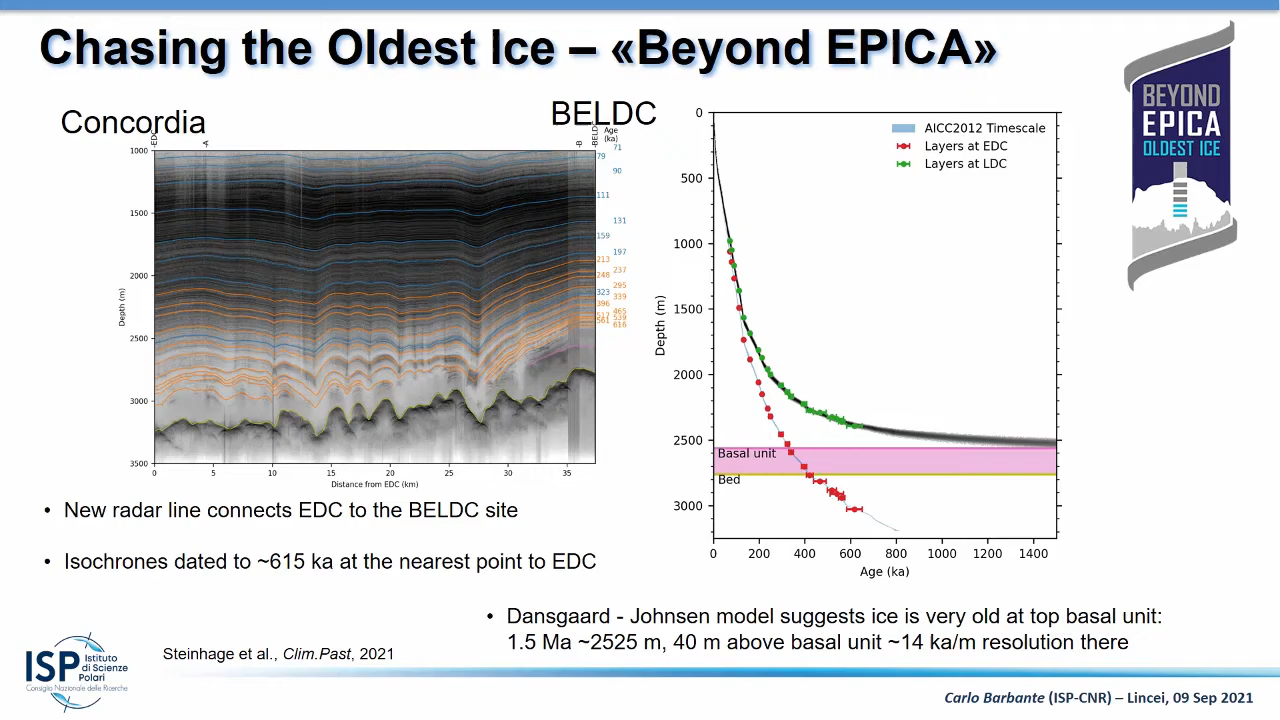 Chasing the Oldest Ice – «Beyond EPICA»
Concordia
BELDC
EDC
A
B
BELDC
Age
(ka)
71
79
90
111
131
159
197
213
237
248
295
323
339
396
465
517
539
561
616
1000
1500
2000
2500
3000
3500
Depth (m)
0 5 10 15 20 25 30 35
Distance from EDC (km)
0
500
1000
1500
2000
2500
3000
Depth (m)
AICC2012 Timescale
Layers at EDC
Layers at LDC
Basal unit
Bed
0 200 400 600 800 1000 1200 1400
Age (ka)
BEYOND
EPICA
OLDEST ICE
• New radar line connects EDC to the BELDC site
• Isochrones dated to ~615 ka at the nearest point to EDC
• Dansgaard - Johnsen model suggests ice is very old at top basal unit:
1.5 Ma ~2525 m, 40 m above basal unit ~14 ka/m resolution there
ISP
Istituto
di Scienze
Polari
Consiglio Nazionale delle Ricerche
Steinhage et al., Clim.Past, 2021
Carlo Barbante (ISP-CNR) – Lincei, 09 Sep 2021